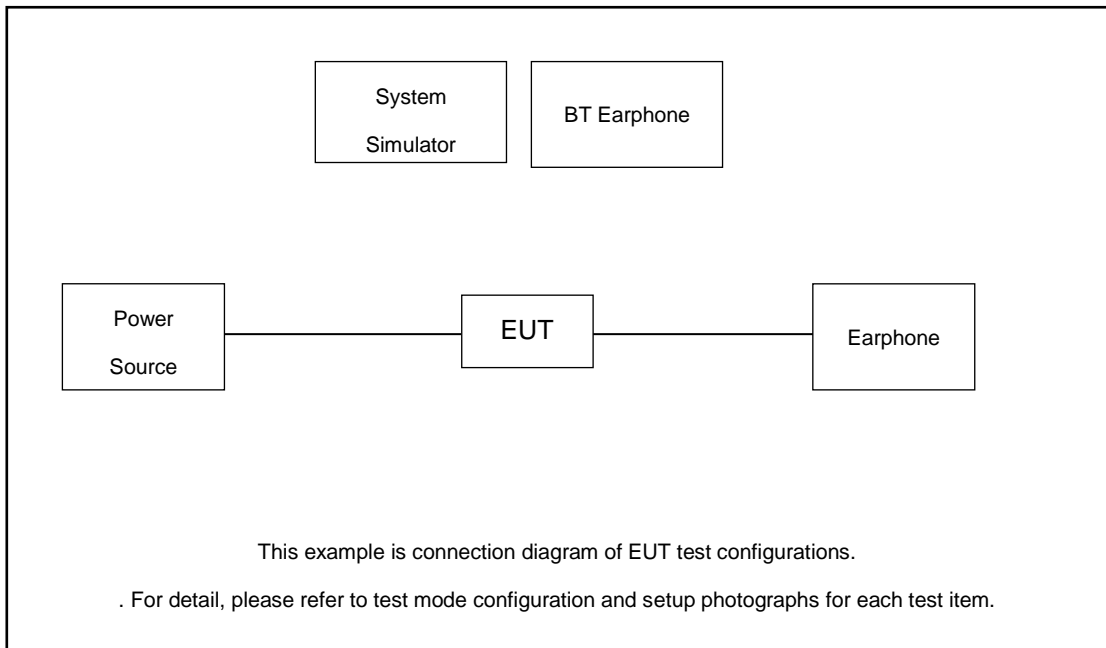 System
Simulator
BT Earphone
Power
Source
EUT
Earphone
This example is connection diagram of EUT test configurations.
. For detail, please refer to test mode configuration and setup photographs for each test item.